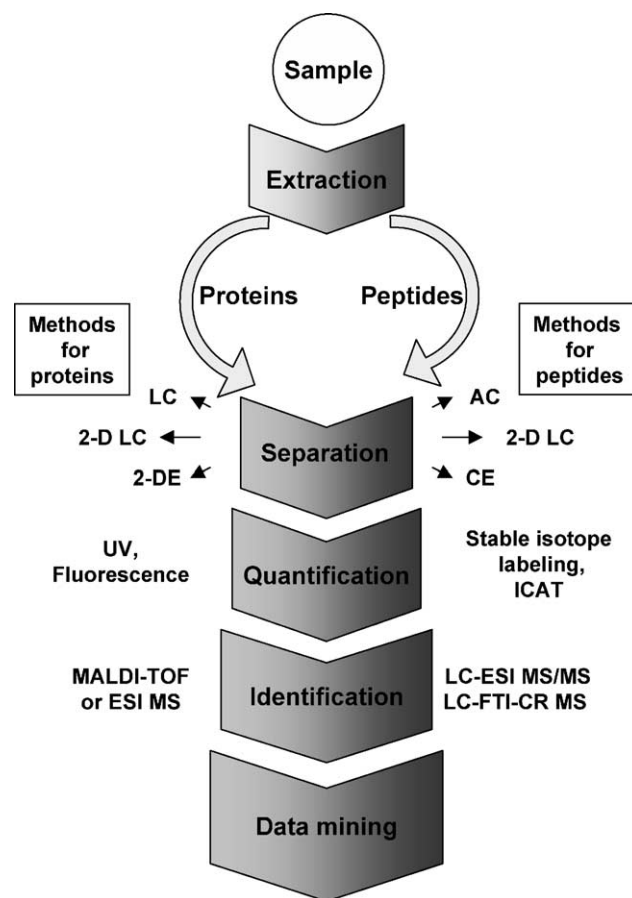 Sample
Extraction
Proteins
Peptides
Methods
for
proteins
Methods
for
peptides
LC
2-D LC
2-DE
Separation
AC
2-D LC
CE
UV,
Fluorescence
Quantification
Stable isotope
labeling,
ICAT
MALDI-TOF
or ESI MS
Identification
LC-ESI MS/MS
LC-FTI-CR MS
Data mining